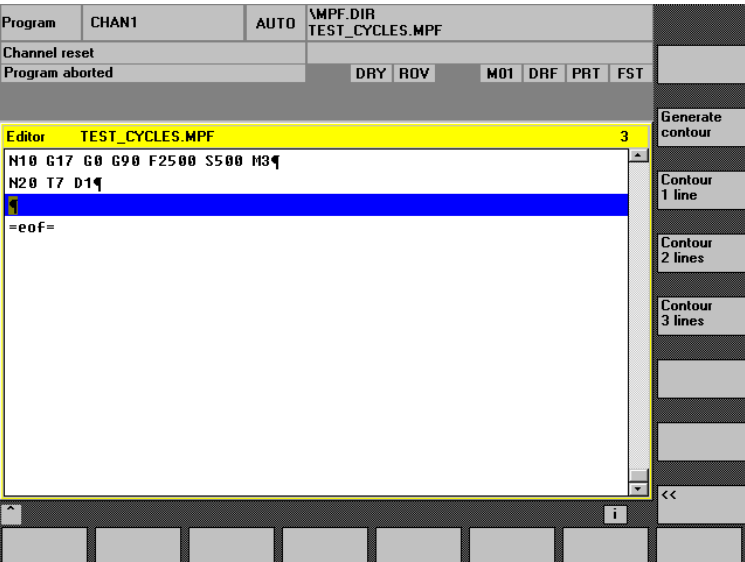 Program CHAN1 AUTO \MPF.DIR
TEST_CYCLES.MPF
Channel reset
Program aborted DRY ROV M01 DRF PRT FST
Editor TEST_CYCLES.MPF 3
N10 G17 G0 G90 F2500 S500 M3¶
N20 T7 D1¶
¶
=eof=
Generate
contour
Contour
1 line
Contour
2 lines
Contour
3 lines
<<
^ i